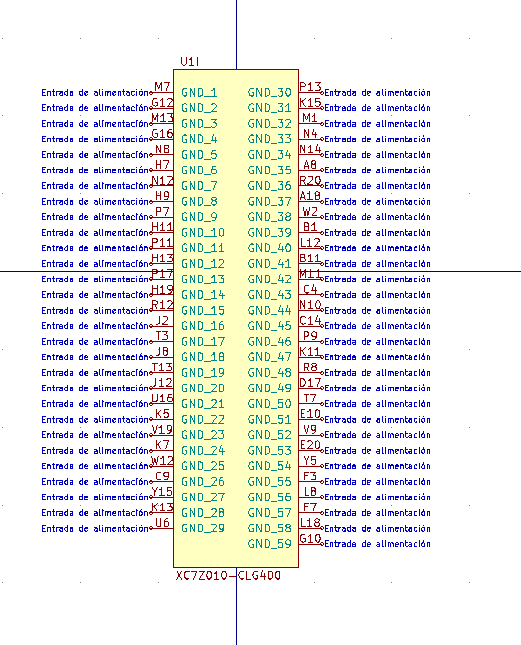 U1I
Entrada de alimentación M7 GND_1 GND_30 P13 Entrada de alimentación
Entrada de alimentación G12 GND_2 GND_31 K15 Entrada de alimentación
Entrada de alimentación M13 GND_3 GND_32 M1 Entrada de alimentación
Entrada de alimentación G16 GND_4 GND_33 N4 Entrada de alimentación
Entrada de alimentación N8 GND_5 GND_34 N14 Entrada de alimentación
Entrada de alimentación H7 GND_6 GND_35 A8 Entrada de alimentación
Entrada de alimentación N12 GND_7 GND_36 R20 Entrada de alimentación
Entrada de alimentación H9 GND_8 GND_37 A18 Entrada de alimentación
Entrada de alimentación P7 GND_9 GND_38 W2 Entrada de alimentación
Entrada de alimentación H11 GND_10 GND_39 B1 Entrada de alimentación
Entrada de alimentación P11 GND_11 GND_40 L12 Entrada de alimentación
Entrada de alimentación H13 GND_12 GND_41 B11 Entrada de alimentación
Entrada de alimentación P17 GND_13 GND_42 M11 Entrada de alimentación
Entrada de alimentación H19 GND_14 GND_43 C4 Entrada de alimentación
Entrada de alimentación R12 GND_15 GND_44 N10 Entrada de alimentación
Entrada de alimentación J2 GND_16 GND_45 C14 Entrada de alimentación
Entrada de alimentación T3 GND_17 GND_46 P9 Entrada de alimentación
Entrada de alimentación J8 GND_18 GND_47 K11 Entrada de alimentación
Entrada de alimentación T13 GND_19 GND_48 R8 Entrada de alimentación
Entrada de alimentación J12 GND_20 GND_49 D17 Entrada de alimentación
Entrada de alimentación U16 GND_21 GND_50 T7 Entrada de alimentación
Entrada de alimentación K5 GND_22 GND_51 E10 Entrada de alimentación
Entrada de alimentación V19 GND_23 GND_52 V9 Entrada de alimentación
Entrada de alimentación K7 GND_24 GND_53 E20 Entrada de alimentación
Entrada de alimentación W12 GND_25 GND_54 Y5 Entrada de alimentación
Entrada de alimentación C9 GND_26 GND_55 F3 Entrada de alimentación
Entrada de alimentación Y15 GND_27 GND_56 L8 Entrada de alimentación
Entrada de alimentación K13 GND_28 GND_57 F7 Entrada de alimentación
Entrada de alimentación U6 GND_29 GND_58 L18 Entrada de alimentación
GND_59 G10 Entrada de alimentación
XC7Z010-CLG400